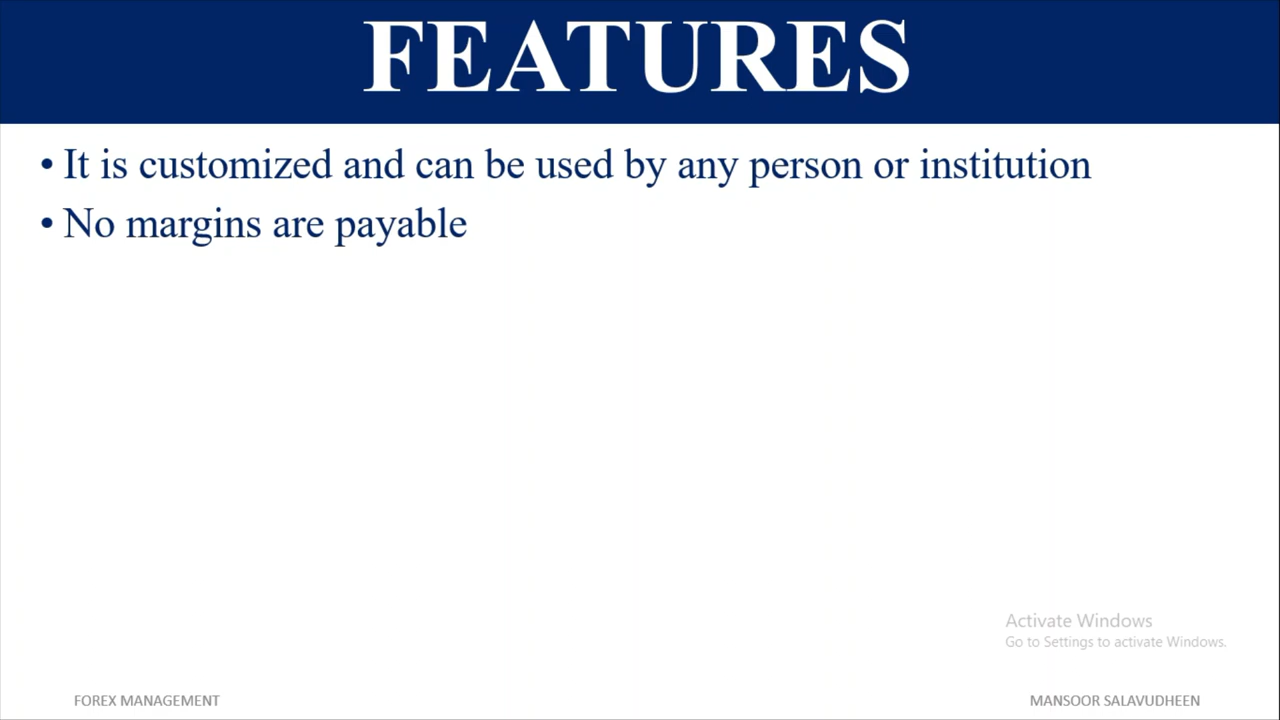 FEATURES
• It is customized and can be used by any person or institution
• No margins are payable
Activate Windows
Go to Settings to activate Windows.
FOREX MANAGEMENT
MANSOOR SALAVUDHEEN